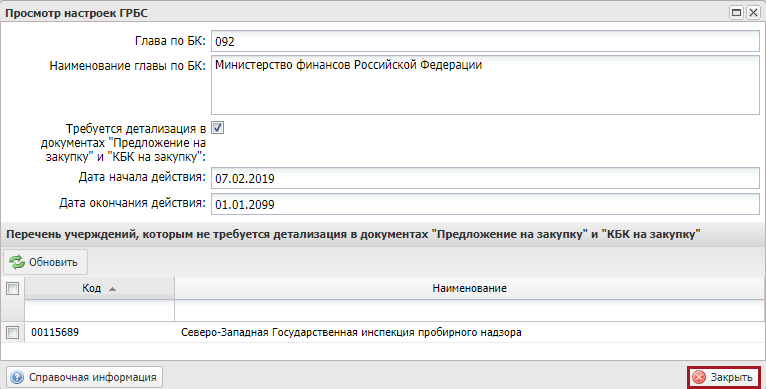 Просмотр настроек ГРБС
Глава по БК: 092
Наименование главы по БК: Министерство финансов Российской Федерации
Требуется детализация в
документах "Предложение на
закупку" и "КБК на закупку":
Дата начала действия: 07.02.2019
Дата окончания действия: 01.01.2099
Перечень учерждений, которым не требуется детализация в документах "Предложение на закупку" и "КБК на закупку"
Обновить
Код Наименование
00115689 Северо-Западная Государственная инспекция пробирного надзора
Справочная информация Закрыть